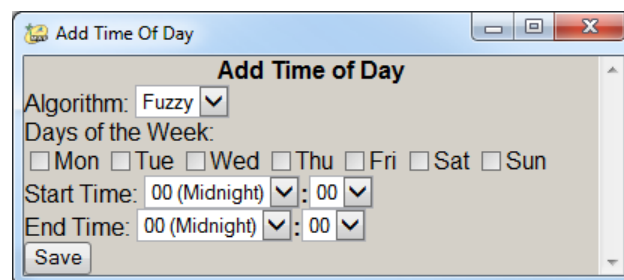 Add Time Of Day
Add Time of Day
Algorithm: Fuzzy
Days of the Week:
Mon Tue Wed Thu Fri Sat Sun
Start Time: 00 (Midnight) : 00
End Time: 00 (Midnight) : 00
Save